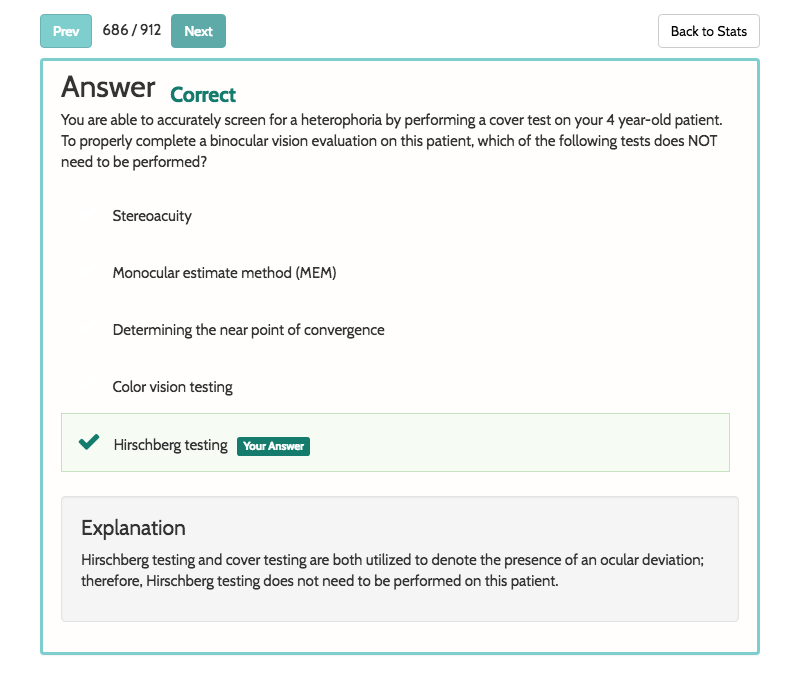 Prev 686 / 912 Next Back to Stats
Answer Correct
You are able to accurately screen for a heterophoria by performing a cover test on your 4 year-old patient.
To properly complete a binocular vision evaluation on this patient, which of the following tests does NOT
need to be performed?
Stereoacuity
Monocular estimate method (MEM)
Determining the near point of convergence
Color vision testing
Hirschberg testing Your Answer
Explanation
Hirschberg testing and cover testing are both utilized to denote the presence of an ocular deviation;
therefore, Hirschberg testing does not need to be performed on this patient.